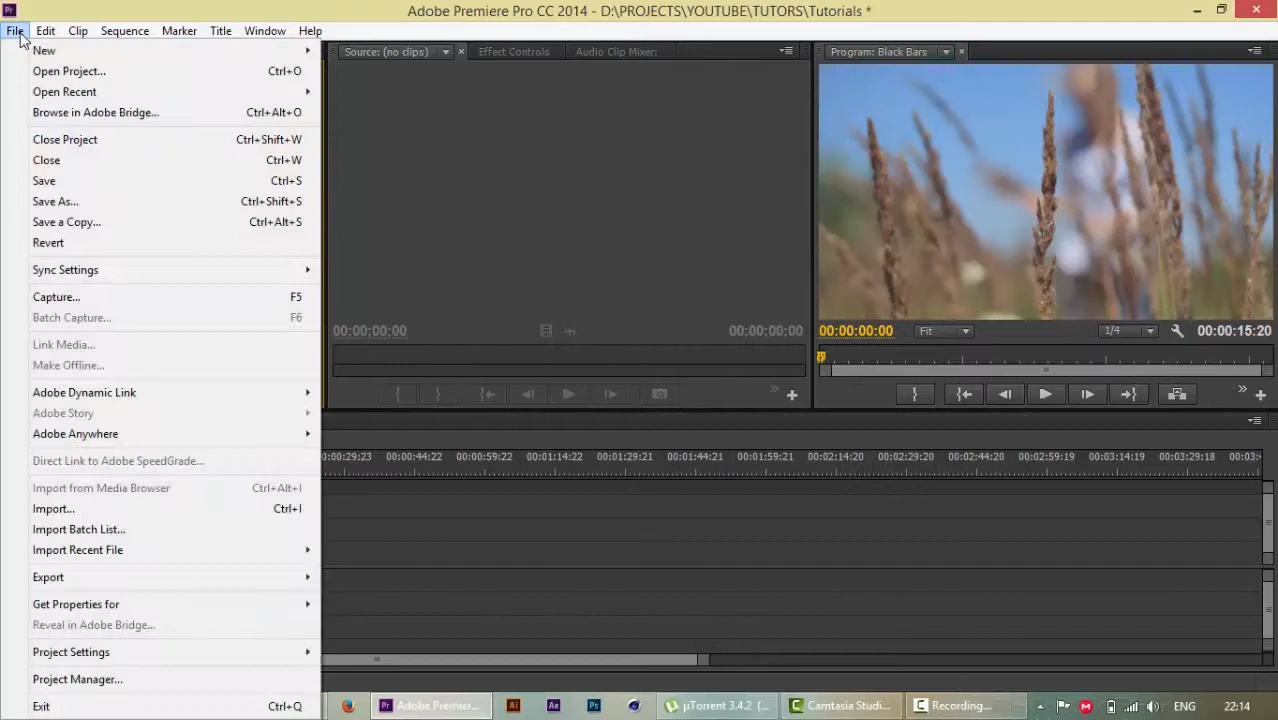 Pr Adobe Premiere Pro CC 2014 - D:\PROJECTS\YOUTUBE\TUTORS\Tutorials *
File Edit Clip Sequence Marker Title Window Help
New
Open Project... Ctrl+O
Open Recent
Browse in Adobe Bridge... Ctrl+Alt+O
Close Project Ctrl+Shift+W
Close Ctrl+W
Save Ctrl+S
Save As... Ctrl+Shift+S
Save a Copy... Ctrl+Alt+S
Revert
Sync Settings
Capture... F5
Batch Capture... F6
Link Media...
Make Offline...
Adobe Dynamic Link
Adobe Story
Adobe Anywhere
Direct Link to Adobe SpeedGrade...
Import from Media Browser Ctrl+Alt+I
Import... Ctrl+I
Import Batch List...
Import Recent File
Export
Get Properties for
Reveal in Adobe Bridge...
Project Settings
Project Manager...
Exit Ctrl+Q
Source: (no clips) Effect Controls Audio Clip Mixer:
00:00:00:00 00;00;00;00
Program: Black Bars
00:00:00:00 Fit 1/4 00:00:15:20
0:00:29:23 00:00:44:22 00:00:59:22 00:01:14:22 00:01:29:21 00:01:44:21 00:01:59:21 00:02:14:20 00:02:29:20 00:02:44:20 00:02:59:19 00:03:14:19 00:03:29:18 00:03:4
Pr Adobe Premiere... Ai Ae Ps µTorrent 3.4.2 (... Camtasia Studi... Recording... ENG 22:14